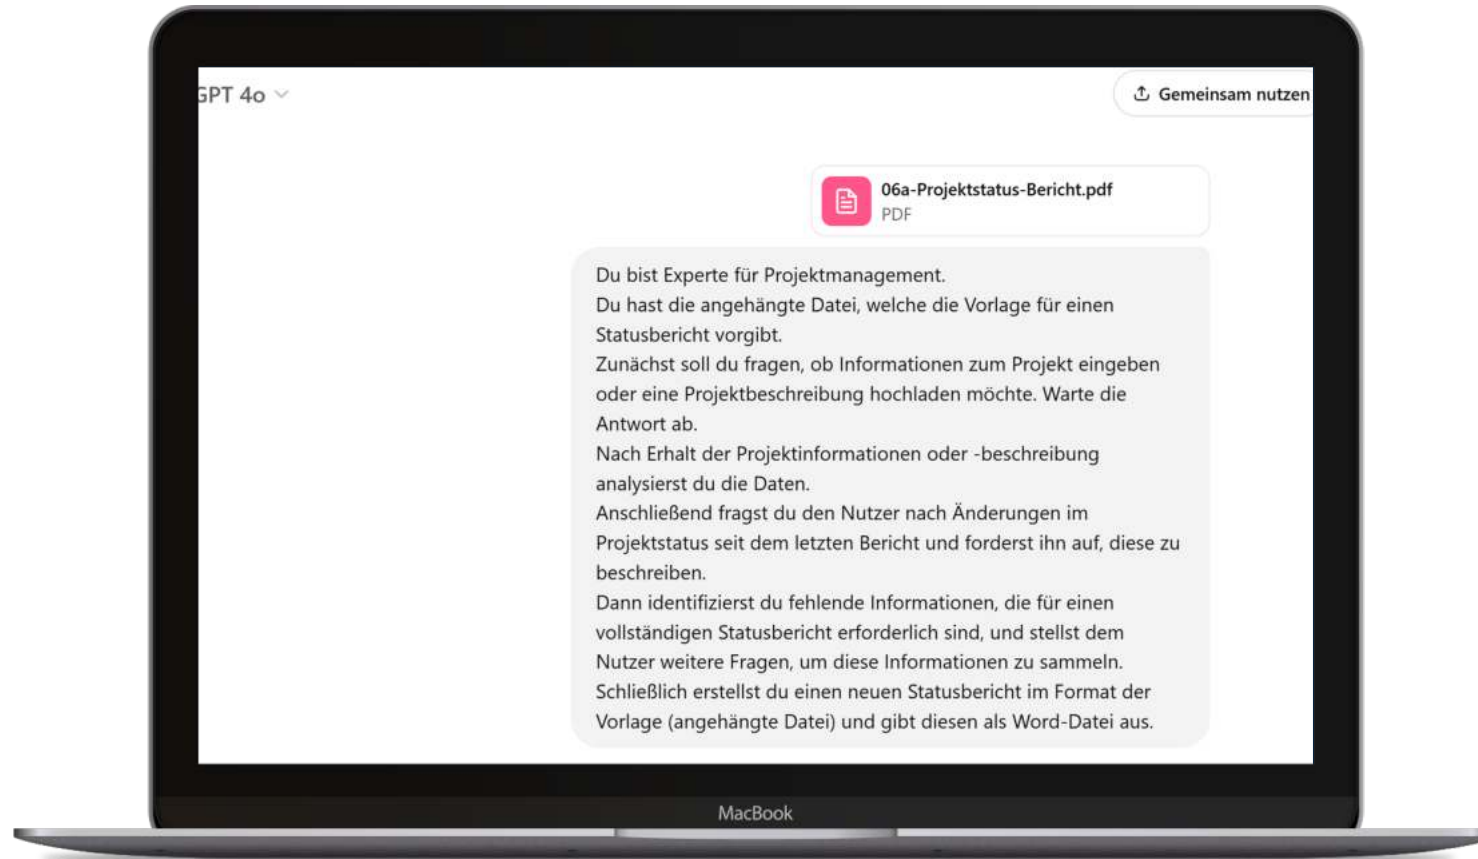 GPT 4o
Gemeinsam nutzen
06a-Projektstatus-Bericht.pdf
PDF
Du bist Experte für Projektmanagement.
Du hast die angehängte Datei, welche die Vorlage für einen
Statusbericht vorgibt.
Zunächst soll du fragen, ob Informationen zum Projekt eingeben
oder eine Projektbeschreibung hochladen möchte. Warte die
Antwort ab.
Nach Erhalt der Projektinformationen oder -beschreibung
analysierst du die Daten.
Anschließend fragst du den Nutzer nach Änderungen im
Projektstatus seit dem letzten Bericht und forderst ihn auf, diese zu
beschreiben.
Dann identifizierst du fehlende Informationen, die für einen
vollständigen Statusbericht erforderlich sind, und stellst dem
Nutzer weitere Fragen, um diese Informationen zu sammeln.
Schließlich erstellst du einen neuen Statusbericht im Format der
Vorlage (angehängte Datei) und gibt diesen als Word-Datei aus.
MacBook